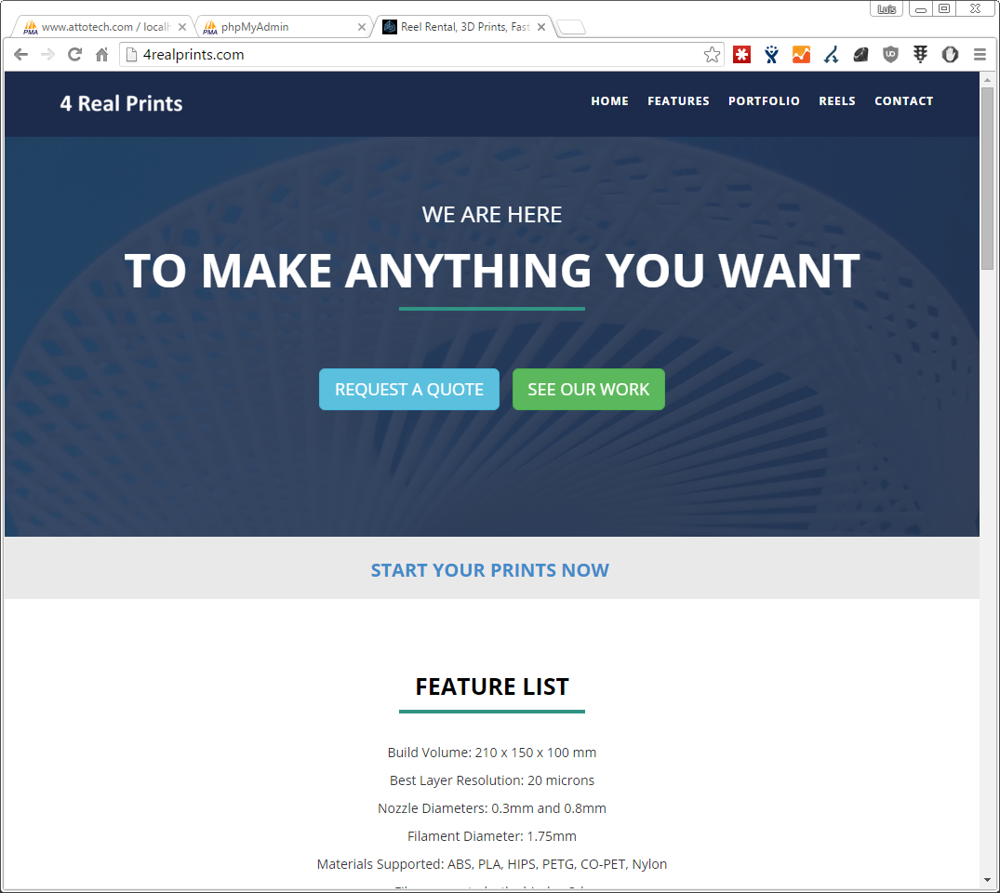 Luis
www.attotech.com / localh
phpMyAdmin
Reel Rental, 3D Prints, Fast
4realprints.com
4 Real Prints
HOME FEATURES PORTFOLIO REELS CONTACT
WE ARE HERE
TO MAKE ANYTHING YOU WANT
REQUEST A QUOTE SEE OUR WORK
START YOUR PRINTS NOW
FEATURE LIST
Build Volume: 210 x 150 x 100 mm
Best Layer Resolution: 20 microns
Nozzle Diameters: 0.3mm and 0.8mm
Filament Diameter: 1.75mm
Materials Supported: ABS, PLA, HIPS, PETG, CO-PET, Nylon